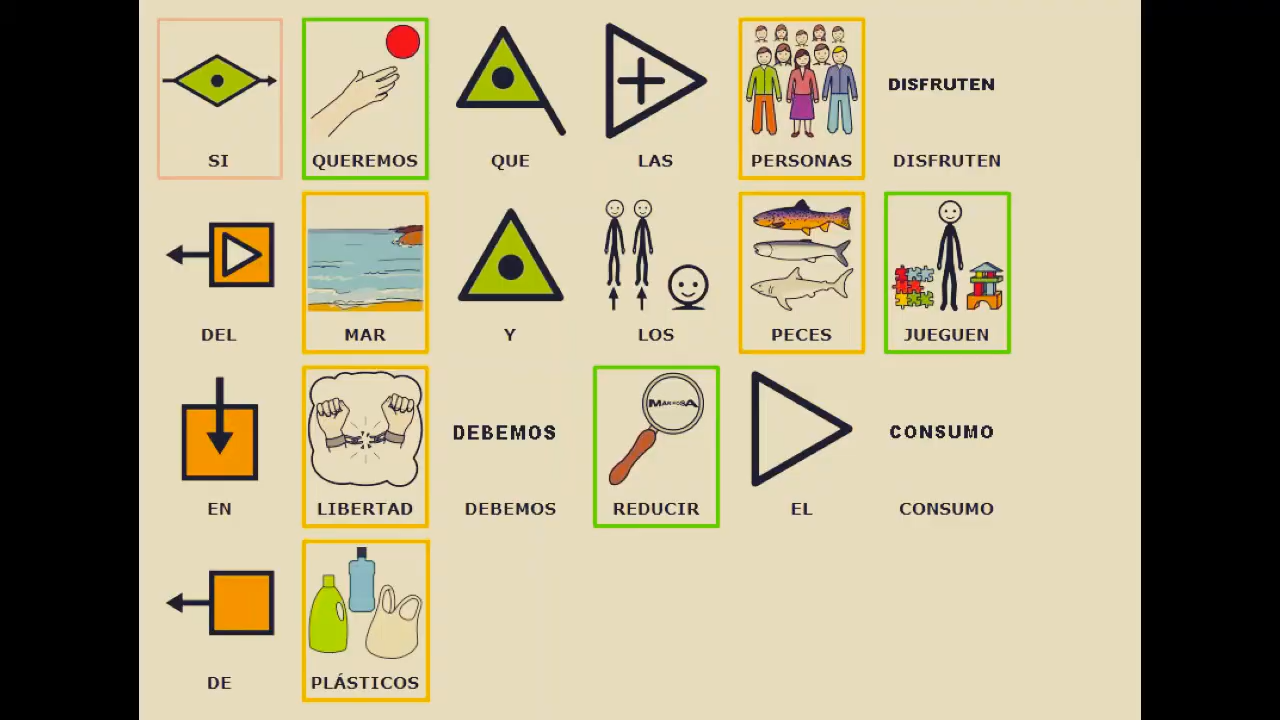 DISFRUTEN
SI QUEREMOS QUE LAS PERSONAS DISFRUTEN
DEL MAR Y LOS PECES JUEGUEN
DEBEMOS CONSUMO
EN LIBERTAD DEBEMOS REDUCIR EL CONSUMO
DE PLÁSTICOS